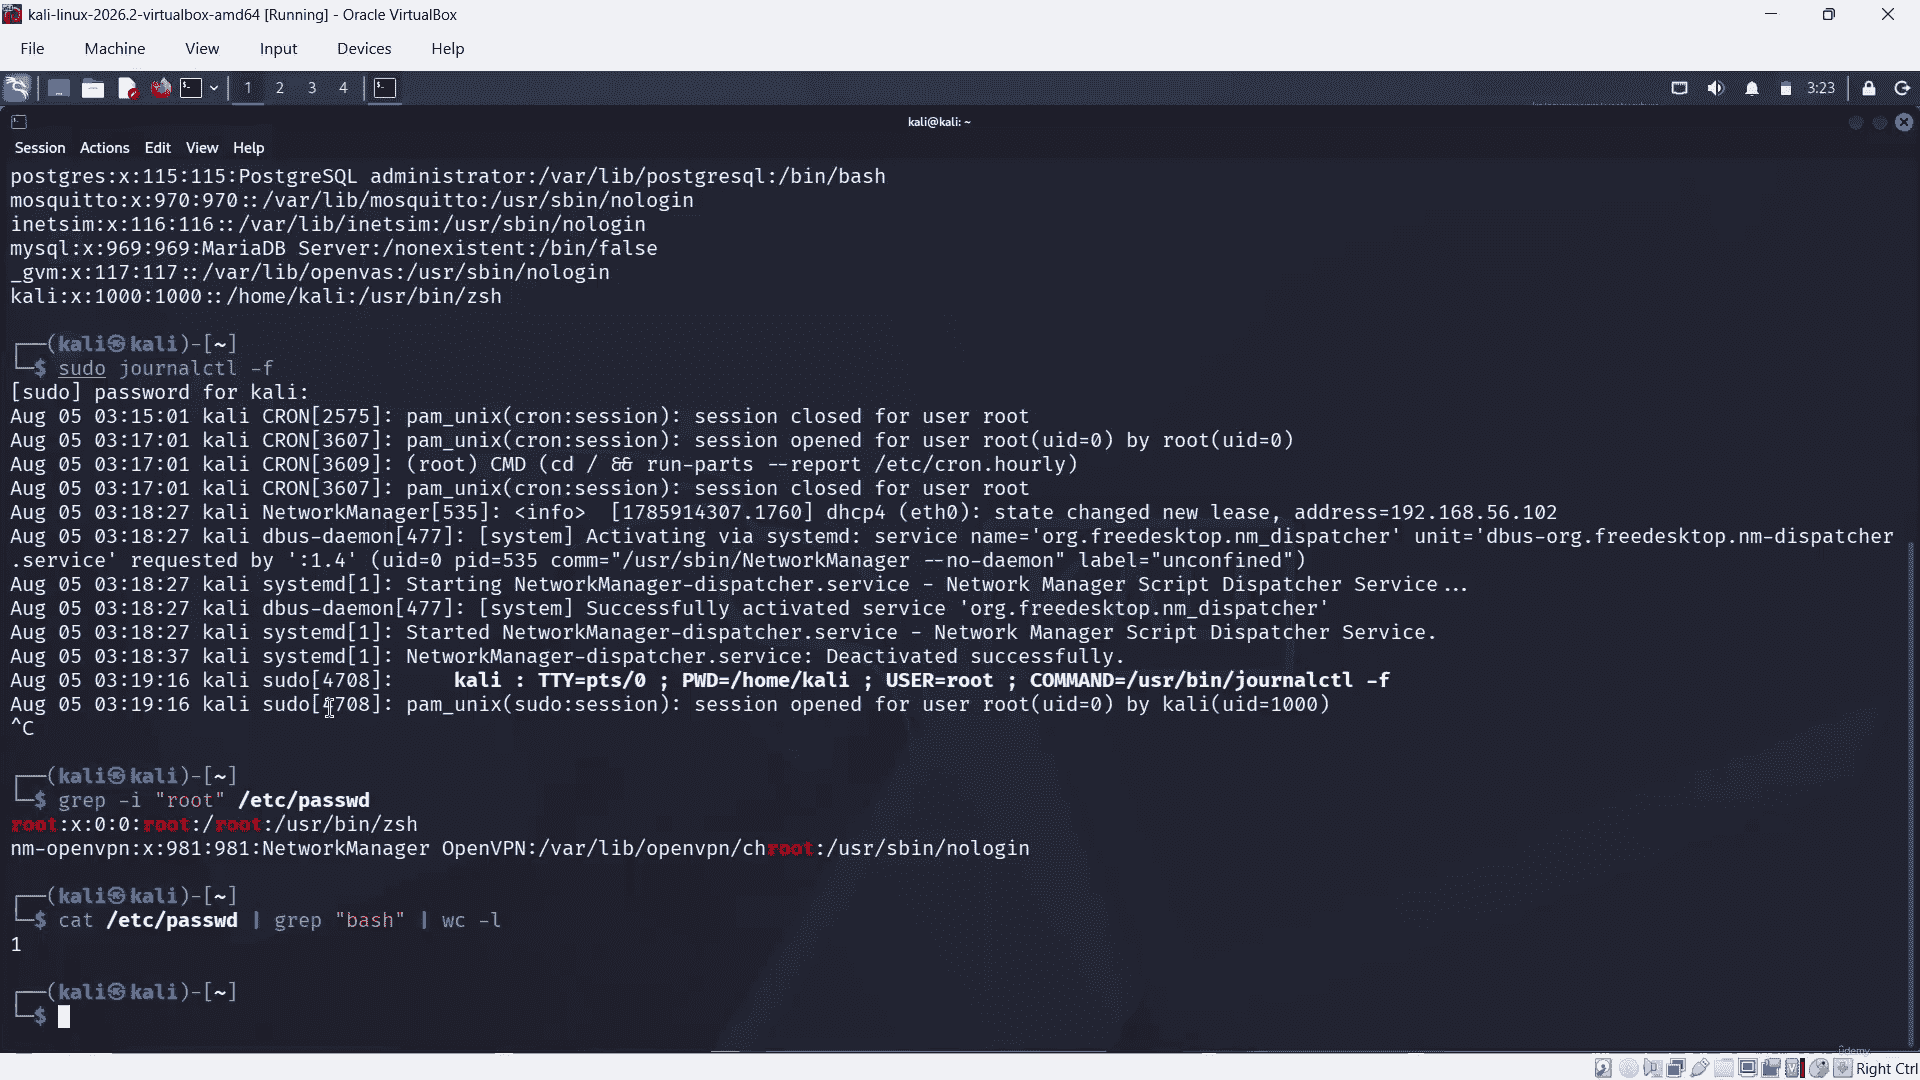 kali-linux-2026.2-virtualbox-amd64 [Running] - Oracle VirtualBox
File Machine View Input Devices Help
1 2 3 4 3:23
kali@kali: ~
Session Actions Edit View Help
postgres:x:115:115:PostgreSQL administrator:/var/lib/postgresql:/bin/bash
mosquitto:x:970:970::/var/lib/mosquitto:/usr/sbin/nologin
inetsim:x:116:116::/var/lib/inetsim:/usr/sbin/nologin
mysql:x:969:969:MariaDB Server:/nonexistent:/bin/false
_gvm:x:117:117::/var/lib/openvas:/usr/sbin/nologin
kali:x:1000:1000::/home/kali:/usr/bin/zsh
┌──(kali㉿kali)-[~]
└─$ sudo journalctl -f
[sudo] password for kali:
Aug 05 03:15:01 kali CRON[2575]: pam_unix(cron:session): session closed for user root
Aug 05 03:17:01 kali CRON[3607]: pam_unix(cron:session): session opened for user root(uid=0) by root(uid=0)
Aug 05 03:17:01 kali CRON[3609]: (root) CMD (cd / && run-parts --report /etc/cron.hourly)
Aug 05 03:17:01 kali CRON[3607]: pam_unix(cron:session): session closed for user root
Aug 05 03:18:27 kali NetworkManager[535]: <info>  [1785914307.1760] dhcp4 (eth0): state changed new lease, address=192.168.56.102
Aug 05 03:18:27 kali dbus-daemon[477]: [system] Activating via systemd: service name='org.freedesktop.nm_dispatcher' unit='dbus-org.freedesktop.nm-dispatcher
.service' requested by ':1.4' (uid=0 pid=535 comm="/usr/sbin/NetworkManager --no-daemon" label="unconfined")
Aug 05 03:18:27 kali systemd[1]: Starting NetworkManager-dispatcher.service - Network Manager Script Dispatcher Service...
Aug 05 03:18:27 kali dbus-daemon[477]: [system] Successfully activated service 'org.freedesktop.nm_dispatcher'
Aug 05 03:18:27 kali systemd[1]: Started NetworkManager-dispatcher.service - Network Manager Script Dispatcher Service.
Aug 05 03:18:37 kali systemd[1]: NetworkManager-dispatcher.service: Deactivated successfully.
Aug 05 03:19:16 kali sudo[4708]:     kali : TTY=pts/0 ; PWD=/home/kali ; USER=root ; COMMAND=/usr/bin/journalctl -f
Aug 05 03:19:16 kali sudo[4708]: pam_unix(sudo:session): session opened for user root(uid=0) by kali(uid=1000)
^C
┌──(kali㉿kali)-[~]
└─$ grep -i "root" /etc/passwd
root:x:0:0:root:/root:/usr/bin/zsh
nm-openvpn:x:981:981:NetworkManager OpenVPN:/var/lib/openvpn/chroot:/usr/sbin/nologin
┌──(kali㉿kali)-[~]
└─$ cat /etc/passwd | grep "bash" | wc -l
1
┌──(kali㉿kali)-[~]
└─$
ûdemy
Right Ctrl